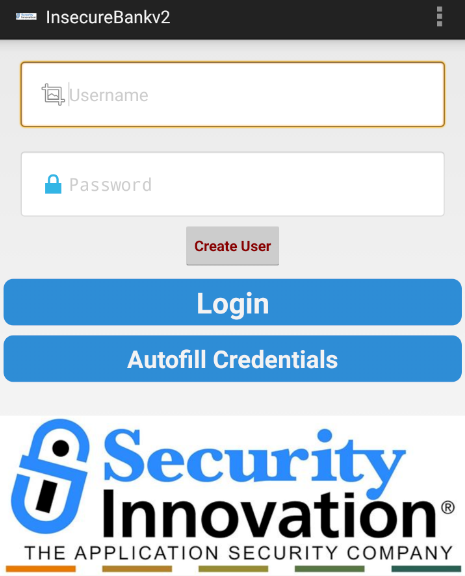 InsecureBankv2
Username
Password
Create User
Login
Autofill Credentials
Security
Innovation®
THE APPLICATION SECURITY COMPANY